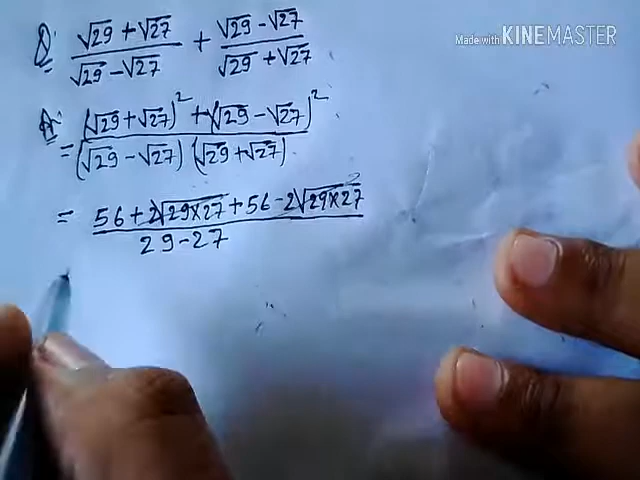 Q: (√29 + √27)/(√29 - √27) + (√29 - √27)/(√29 + √27)
Made with KINEMASTER
A: = ((√29 + √27)² + (√29 - √27)²)/((√29 - √27) (√29 + √27))
= (56 + 2√29×27 + 56 - 2√29×27)/(29 - 27)